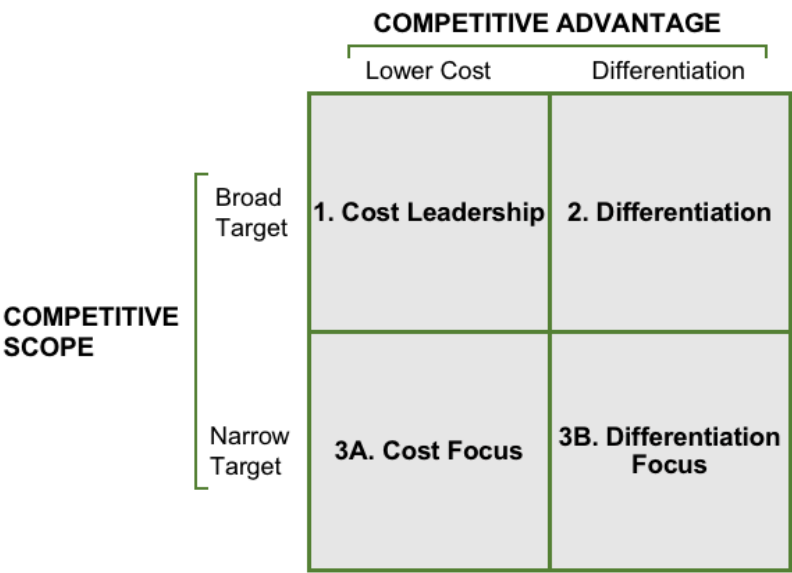 COMPETITIVE ADVANTAGE
Lower Cost
Differentiation
Broad
Target
1. Cost Leadership
2. Differentiation
COMPETITIVE
SCOPE
Narrow
Target
3A. Cost Focus
3B. Differentiation
Focus